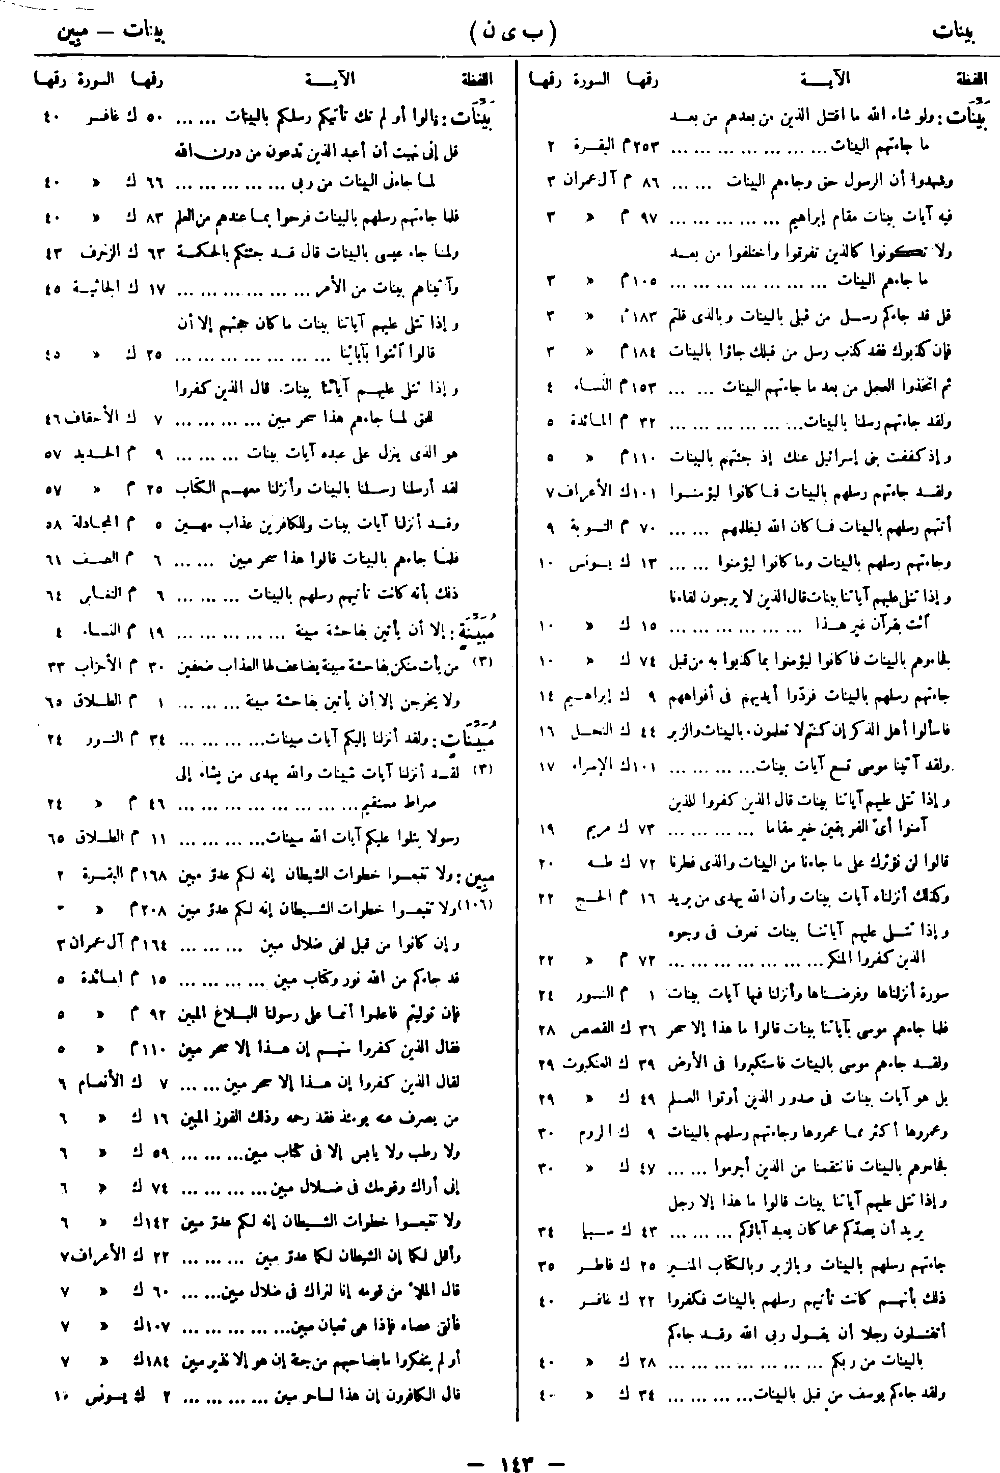 بينات
( ب ى ن )
بينات — مبين
اللفظة الآية رقمها السورة رقمها
بَيِّنَات : ولو شاء الله ما اقتتل الذين من بعدهم من بعد
ما جاءتهم البينات ... ... ... ... ... ٢٥٣ م البقرة ٢
وشهدوا أن الرسول حق وجاءهم البينات ... ... ٨٦ م آل عمران ٣
فيه آيات بينات مقام إبراهيم ... ... ... ... ٩٧ م « ٣
ولا تكونوا كالذين تفرقوا واختلفوا من بعد
ما جاءهم البينات ... ... ... ... ... ... ١٠٥ م « ٣
قل قد جاءكم رسل من قبلى بالبينات وبالذى قلتم ١٨٣ م « ٣
فإن كذبوك فقد كذب رسل من قبلك جاؤا بالبينات ١٨٤ م « ٣
ثم اتخذوا العجل من بعد ما جاءتهم البينات ... ... ١٥٣ م النساء ٤
ولقد جاءتهم رسلنا بالبينات ... ... ... ... ... ٣٢ م المائدة ٥
وإذ كففت بنى إسرائيل عنك إذ جئتهم بالبينات ١١٠ م « ٥
ولقد جاءتهم رسلهم بالبينات فما كانوا ليؤمنوا ١٠١ ك الأعراف ٧
أتتهم رسلهم بالبينات فما كان الله ليظلمهم ... ... ٧٠ م التوبة ٩
وجاءتهم رسلهم بالبينات وما كانوا ليؤمنوا ... ... ١٣ ك يونس ١٠
وإذا تتلى عليهم آياتنا بينات قال الذين لا يرجون لقاءنا
ائت بقرآن غير هذا ... ... ... ... ... ١٥ ك « ١٠
فجاءوهم بالبينات فما كانوا ليؤمنوا بما كذبوا به من قبل ٧٤ ك « ١٠
جاءتهم رسلهم بالبينات فردّوا أيديهم فى أفواههم ٩ ك إبراهيم ١٤
فاسألوا أهل الذكر إن كنتم لا تعلمون، بالبينات والزبر ٤٤ ك النحل ١٦
ولقد آتينا موسى تسع آيات بينات ... ... ... ... ١٠١ ك الإسراء ١٧
وإذا تتلى عليهم آياتنا بينات قال الذين كفروا للذين
آمنوا أىّ الفريقين خير مقاما ... ... ... ... ٧٣ ك مريم ١٩
قالوا لن نؤثرك على ما جاءنا من البينات والذى فطرنا ٧٢ ك طه ٢٠
وكذلك أنزلناه آيات بينات وأن الله يهدى من يريد ١٦ م الحج ٢٢
وإذا تتلى عليهم آياتنا بينات تعرف فى وجوه
الذين كفروا المنكر ... ... ... ... ... ... ٧٢ م « ٢٢
سورة أنزلناها وفرضناها وأنزلنا فيها آيات بينات ١ م النور ٢٤
فلما جاءهم موسى بآياتنا بينات قالوا ما هذا إلا سحر ٣٦ ك القصص ٢٨
ولقد جاءهم موسى بالبينات فاستكبروا فى الأرض ٣٩ ك العنكبوت ٢٩
بل هو آيات بينات فى صدور الذين أوتوا العلم ٤٩ ك « ٢٩
وعمروها أكثر مما عمروها وجاءتهم رسلهم بالبينات ٩ ك الروم ٣٠
فجاءوهم بالبينات فانتقمنا من الذين أجرموا ... ... ٤٧ ك « ٣٠
وإذا تتلى عليهم آياتنا بينات قالوا ما هذا إلا رجل
يريد أن يصدّكم عما كان يعبد آباؤكم ... ... ... ٤٣ ك سبأ ٣٤
جاءتهم رسلهم بالبينات وبالزبر وبالكتاب المنير ٢٥ ك فاطر ٣٥
ذلك بأنهم كانت تأتيهم رسلهم بالبينات فكفروا ٢٢ ك غافر ٤٠
أتقتلون رجلا أن يقول ربى الله وقد جاءكم
بالبينات من ربكم ... ... ... ... ... ... ٢٨ ك « ٤٠
ولقد جاءكم يوسف من قبل بالبينات ... ... ... ... ٣٤ ك « ٤٠
اللفظة الآية رقمها السورة رقمها
بَيِّنَات : قالوا أو لم تك تأتيكم رسلكم بالبينات ... ... ٥٠ ك غافر ٤٠
قل إنى نهيت أن أعبد الذين تدعون من دون الله
لما جاءنى البينات من ربى ... ... ... ... ... ٦٦ ك « ٤٠
فلما جاءتهم رسلهم بالبينات فرحوا بما عندهم من العلم ٨٣ ك « ٤٠
ولما جاء عيسى بالبينات قال قد جئتكم بالحكمة ٦٣ ك الزخرف ٤٣
وآتيناهم بينات من الأمر ... ... ... ... ... ... ١٧ ك الجاثية ٤٥
وإذا تتلى عليهم آياتنا بينات ما كان حجتهم إلا أن
قالوا ائتوا بآبائنا ... ... ... ... ... ... ٢٥ ك « ٤٥
وإذا تتلى عليهم آياتنا بينات قال الذين كفروا
للحق لما جاءهم هذا سحر مبين ... ... ... ... ٧ ك الأحقاف ٤٦
هو الذى ينزل على عبده آيات بينات ... ... ... ٩ م الحديد ٥٧
لقد أرسلنا رسلنا بالبينات وأنزلنا معهم الكتاب ٢٥ م « ٥٧
وقد أنزلنا آيات بينات وللكافرين عذاب مهين ٥ م المجادلة ٥٨
فلما جاءهم بالبينات قالوا هذا سحر مبين ... ... ٦ م الصف ٦١
ذلك بأنه كانت تأتيهم رسلهم بالبينات ... ... ... ٦ م التغابن ٦٤
مُبَيِّنَة : إلا أن يأتين بفاحشة مبينة ... ... ... ... ... ١٩ م النساء ٤
(٣) من يأت منكن بفاحشة مبينة يضاعف لها العذاب ضعفين ٣٠ م الأحزاب ٣٣
ولا يخرجن إلا أن يأتين بفاحشة مبينة ... ... ... ١ م الطلاق ٦٥
مُبَيِّنَات : ولقد أنزلنا إليكم آيات مبينات ... ... ... ... ٣٤ م النور ٢٤
(٣) لقد أنزلنا آيات مبينات والله يهدى من يشاء إلى
صراط مستقيم ... ... ... ... ... ... ... ٤٦ م « ٢٤
رسولا يتلوا عليكم آيات الله مبينات ... ... ... ... ١١ م الطلاق ٦٥
مبين : ولا تتبعوا خطوات الشيطان إنه لكم عدوّ مبين ١٦٨ م البقرة ٢
(١٠٦) ولا تتبعوا خطوات الشيطان إنه لكم عدوّ مبين ٢٠٨ م «
وإن كانوا من قبل لفى ضلال مبين ... ... ... ١٦٤ م آل عمران ٣
قد جاءكم من الله نور وكتاب مبين ... ... ... ... ١٥ م المائدة ٥
فإن توليتم فاعلموا أنما على رسولنا البلاغ المبين ٩٢ م « ٥
فقال الذين كفروا منهم إن هذا إلا سحر مبين ١١٠ م « ٥
لقال الذين كفروا إن هذا إلا سحر مبين ... ... ٧ ك الأنعام ٦
من يصرف عنه يومئذ فقد رحمه وذلك الفوز المبين ١٦ ك « ٦
ولا رطب ولا يابس إلا فى كتاب مبين ... ... ... ٥٩ ك « ٦
إنى أراك وقومك فى ضلال مبين ... ... ... ... ٧٤ ك « ٦
ولا تتبعوا خطوات الشيطان إنه لكم عدوّ مبين ١٤٢ ك « ٦
وأقل لكما إن الشيطان لكما عدوّ مبين ... ... ... ٢٢ ك الأعراف ٧
قال الملأ من قومه إنا لنراك فى ضلال مبين ... ... ٦٠ ك « ٧
فألقى عصاه فإذا هى ثعبان مبين ... ... ... ... ... ١٠٧ ك « ٧
أو لم يتفكروا ما بصاحبهم من جنة إن هو إلا نذير مبين ١٨٤ ك « ٧
قال الكافرون إن هذا لساحر مبين ... ... ... ... ٢ ك يونس ١٠
— ١٤٣ —